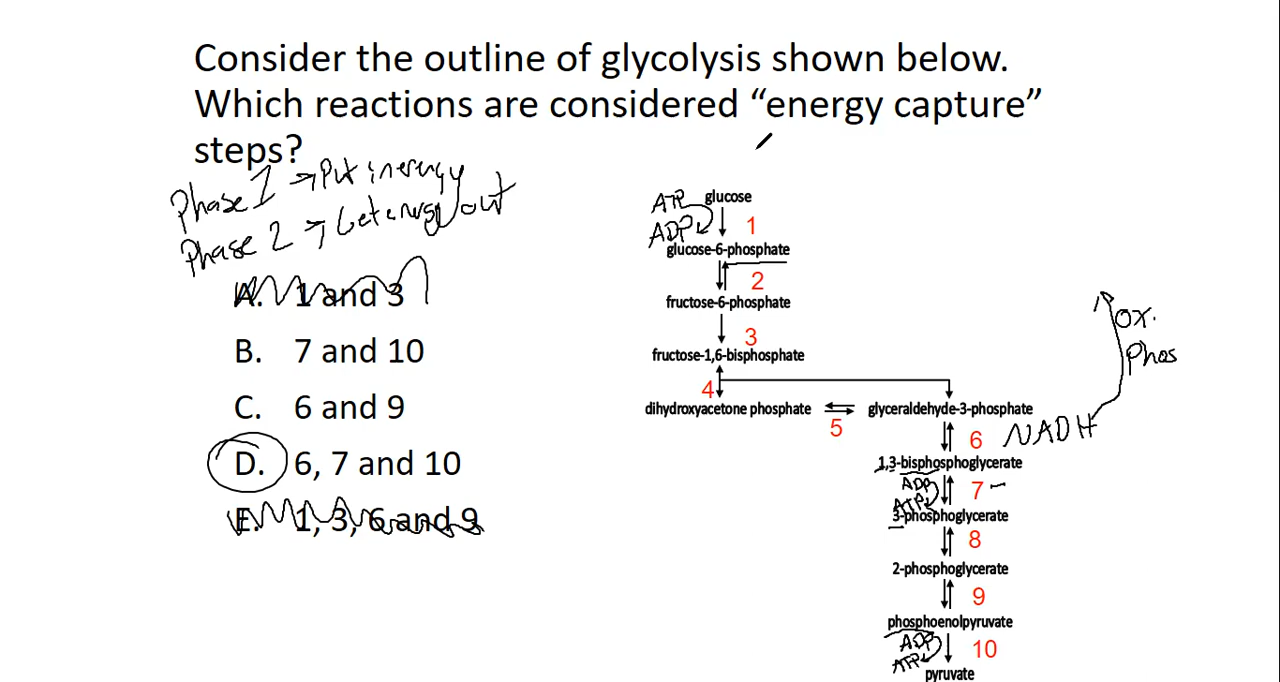 Consider the outline of glycolysis shown below.
Which reactions are considered “energy capture”
steps?
Phase 1 → Put in energy
Phase 2 → Get energy out
A. 1 and 3
B. 7 and 10
C. 6 and 9
D. 6, 7 and 10
E. 1, 3, 6 and 9
ATP glucose
ADP 1
glucose-6-phosphate
2
fructose-6-phosphate
3
fructose-1,6-bisphosphate
4
dihydroxyacetone phosphate glyceraldehyde-3-phosphate
5
6 NADH
OX.
Phos
1,3-bisphosphoglycerate
ADP 7
ATP
3-phosphoglycerate
8
2-phosphoglycerate
9
phosphoenolpyruvate
ADP 10
ATP
pyruvate